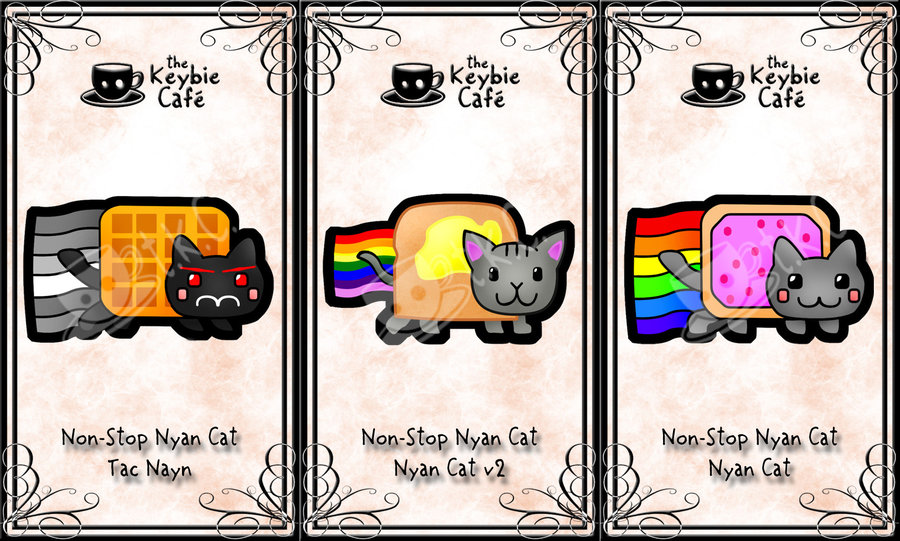 the
Keybie
Café
Non-Stop Nyan Cat
Tac Nayn
the
Keybie
Café
Non-Stop Nyan Cat
Nyan Cat v2
the
Keybie
Café
Non-Stop Nyan Cat
Nyan Cat